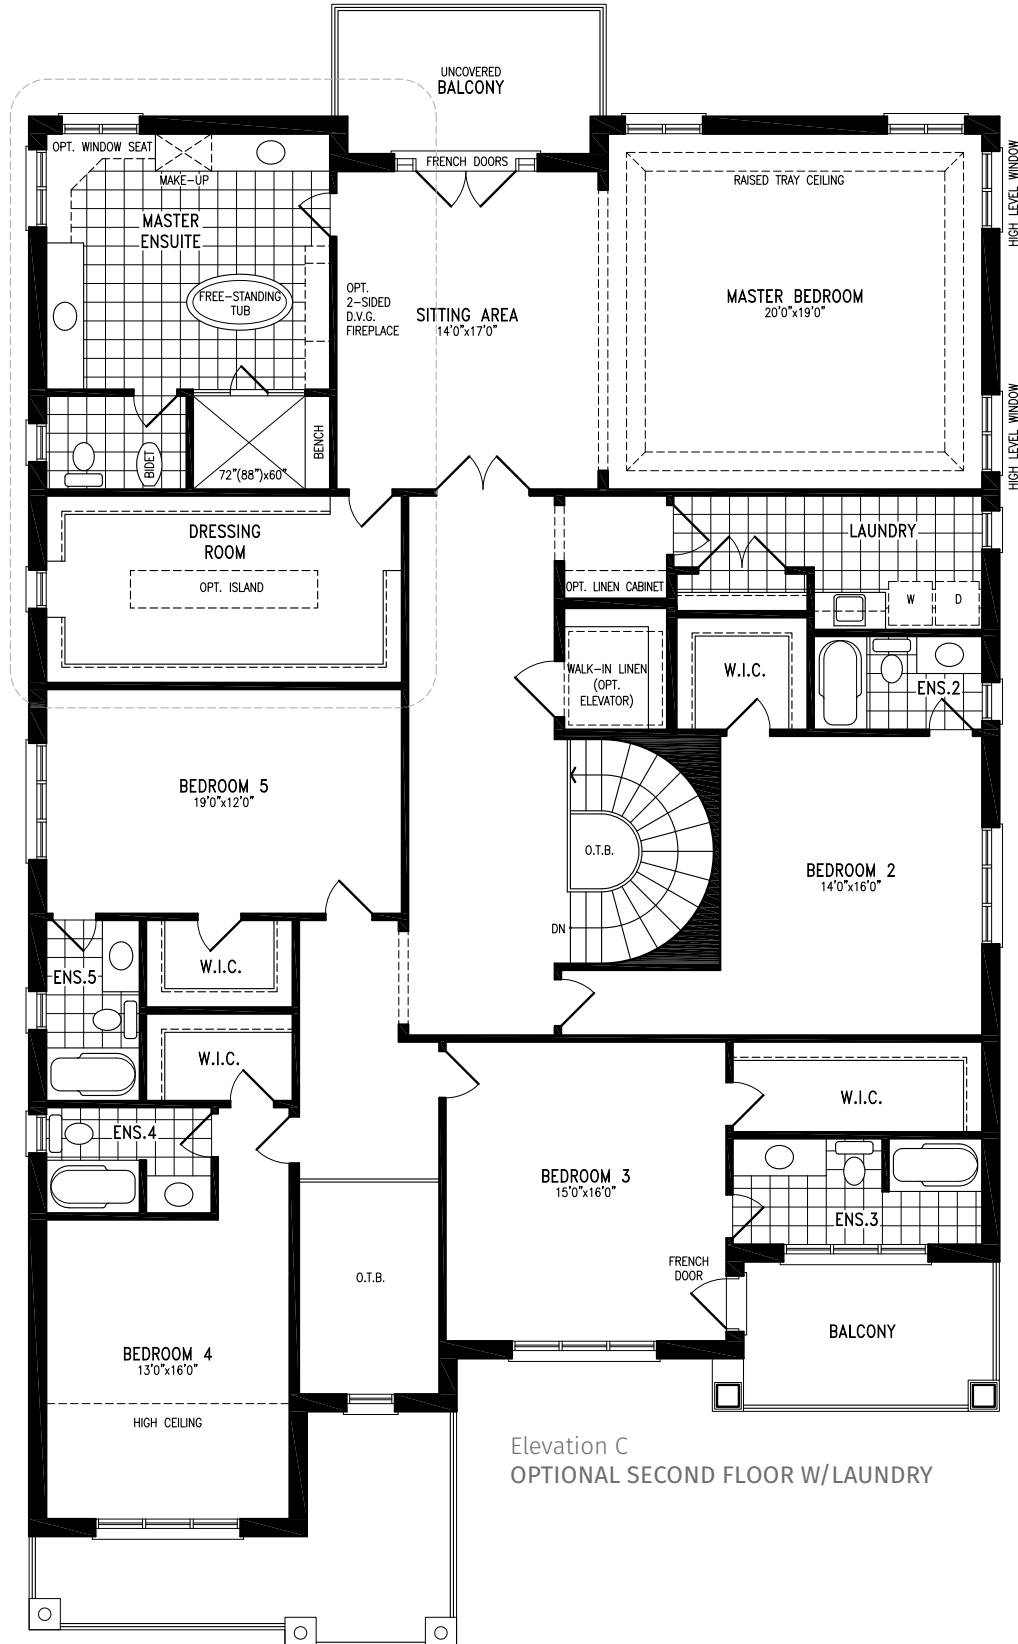 UNCOVERED
BALCONY
OPT. WINDOW SEAT
MAKE-UP
FRENCH DOORS
RAISED TRAY CEILING
HIGH LEVEL WINDOW
MASTER
ENSUITE
FREE-STANDING
TUB
OPT.
2-SIDED
D.V.G.
FIREPLACE
SITTING AREA
14'0"x17'0"
MASTER BEDROOM
20'0"x19'0"
HIGH LEVEL WINDOW
BIDET
72"(88")x60"
BENCH
DRESSING
ROOM
OPT. ISLAND
LAUNDRY
OPT. LINEN CABINET
W
D
WALK-IN LINEN
(OPT.
ELEVATOR)
W.I.C.
ENS.2
BEDROOM 5
19'0"x12'0"
O.T.B.
DN
BEDROOM 2
14'0"x16'0"
ENS.5
W.I.C.
W.I.C.
ENS.4
W.I.C.
BEDROOM 3
15'0"x16'0"
ENS.3
FRENCH
DOOR
O.T.B.
BALCONY
BEDROOM 4
13'0"x16'0"
HIGH CEILING
Elevation C
OPTIONAL SECOND FLOOR W/LAUNDRY